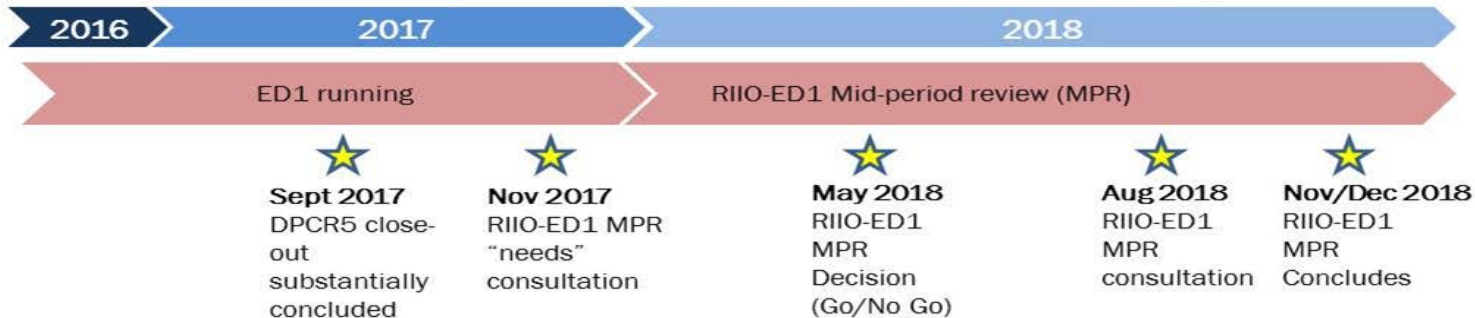 2016
2017
2018
ED1 running
RIIO-ED1 Mid-period review (MPR)
Sept 2017
DPCR5 close-
out
substantially
concluded
Nov 2017
RIIO-ED1 MPR
“needs”
consultation
May 2018
RIIO-ED1
MPR
Decision
(Go/No Go)
Aug 2018
RIIO-ED1
MPR
consultation
Nov/Dec 2018
RIIO-ED1
MPR
Concludes